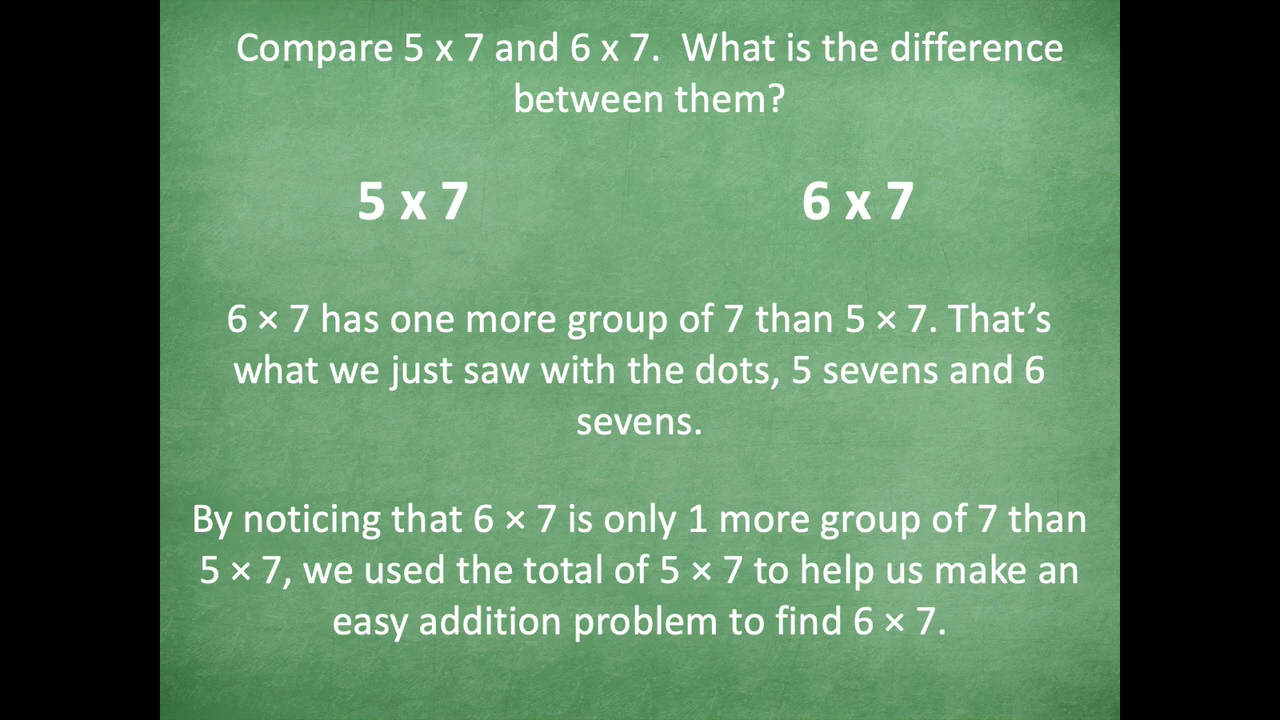 Compare 5 x 7 and 6 x 7.  What is the difference
between them?
5 x 7
6 x 7
6 × 7 has one more group of 7 than 5 × 7. That’s
what we just saw with the dots, 5 sevens and 6
sevens.
By noticing that 6 × 7 is only 1 more group of 7 than
5 × 7, we used the total of 5 × 7 to help us make an
easy addition problem to find 6 × 7.